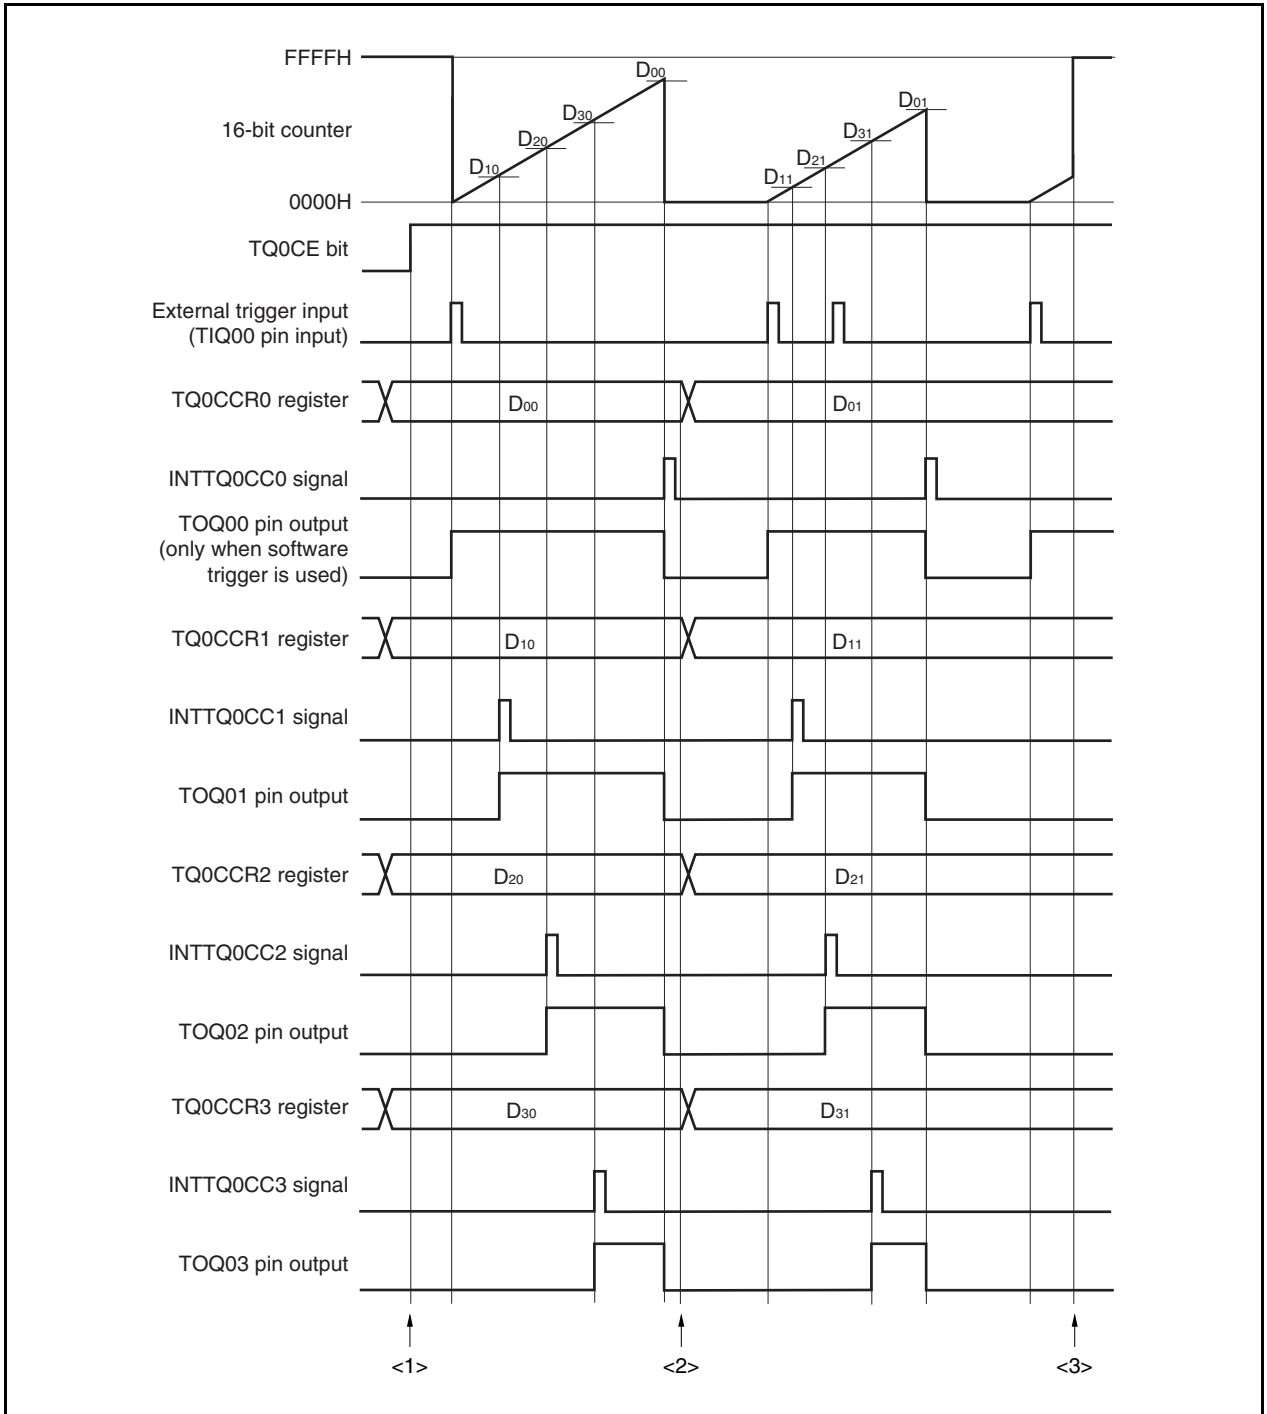 FFFFH
D00
D01
D30
D31
16-bit counter
D20
D21
D10
D11
0000H
TQ0CE bit
External trigger input
(TIQ00 pin input)
TQ0CCR0 register
D00
D01
INTTQ0CC0 signal
TOQ00 pin output
(only when software
trigger is used)
TQ0CCR1 register
D10
D11
INTTQ0CC1 signal
TOQ01 pin output
TQ0CCR2 register
D20
D21
INTTQ0CC2 signal
TOQ02 pin output
TQ0CCR3 register
D30
D31
INTTQ0CC3 signal
TOQ03 pin output
<1>
<2>
<3>